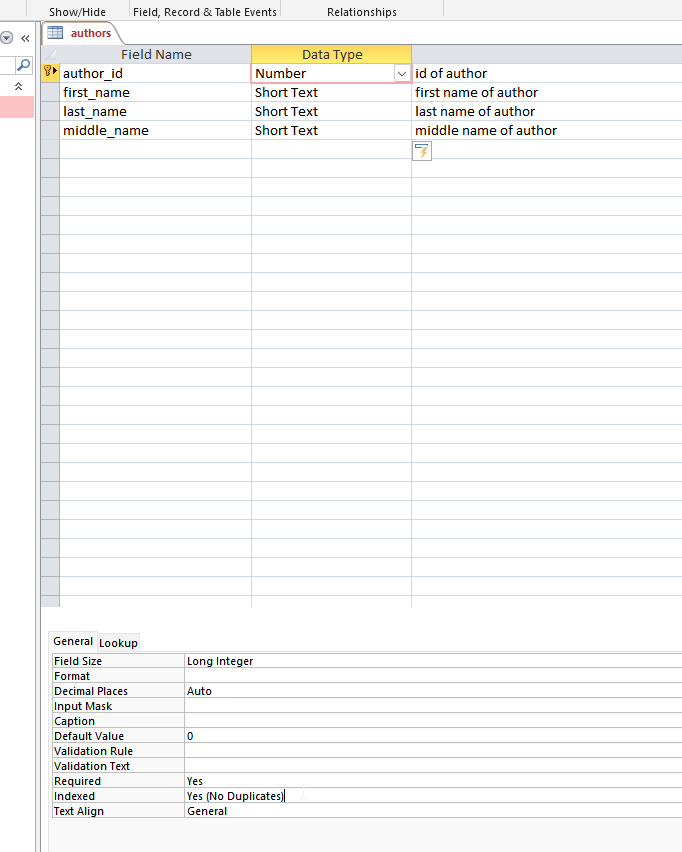 Show/Hide Field, Record & Table Events Relationships
authors
Field Name Data Type
author_id Number id of author
first_name Short Text first name of author
last_name Short Text last name of author
middle_name Short Text middle name of author
General Lookup
Field Size Long Integer
Format
Decimal Places Auto
Input Mask
Caption
Default Value 0
Validation Rule
Validation Text
Required Yes
Indexed Yes (No Duplicates)
Text Align General